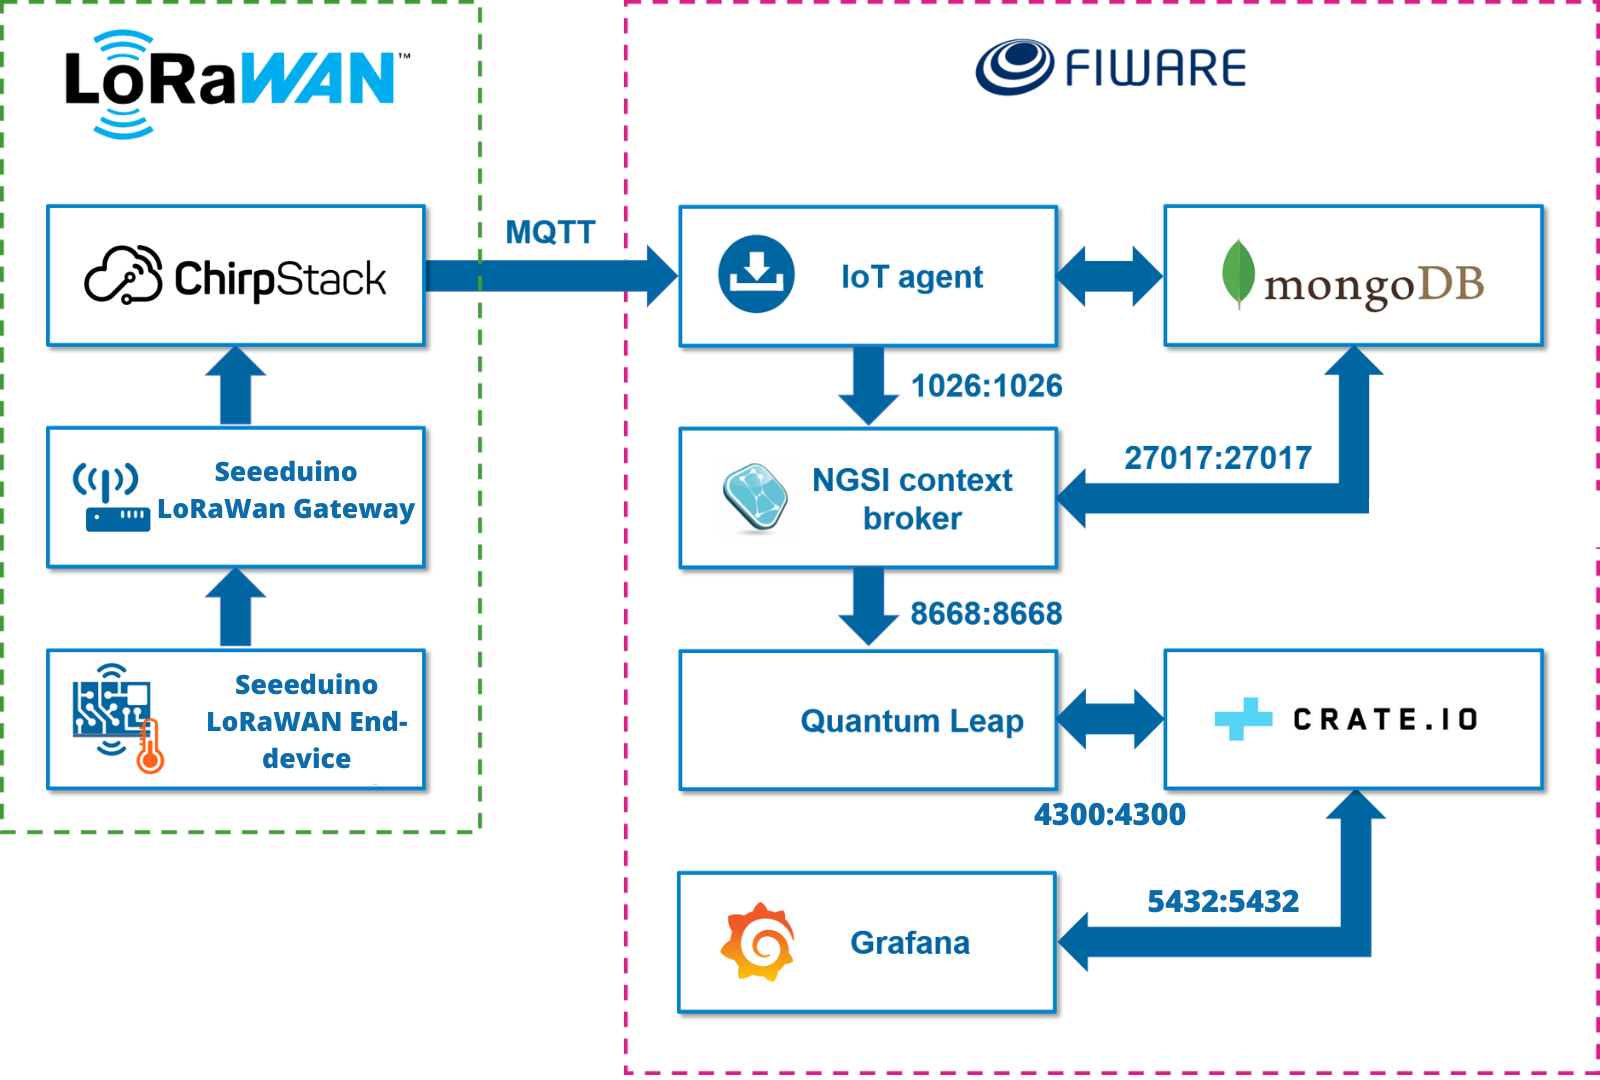 LoRaWAN™
FIWARE
ChirpStack
MQTT
IoT agent
mongoDB
1026:1026
Seeeduino
LoRaWan Gateway
NGSI context
broker
27017:27017
8668:8668
Seeeduino
LoRaWAN End-
device
Quantum Leap
CRATE.IO
4300:4300
Grafana
5432:5432